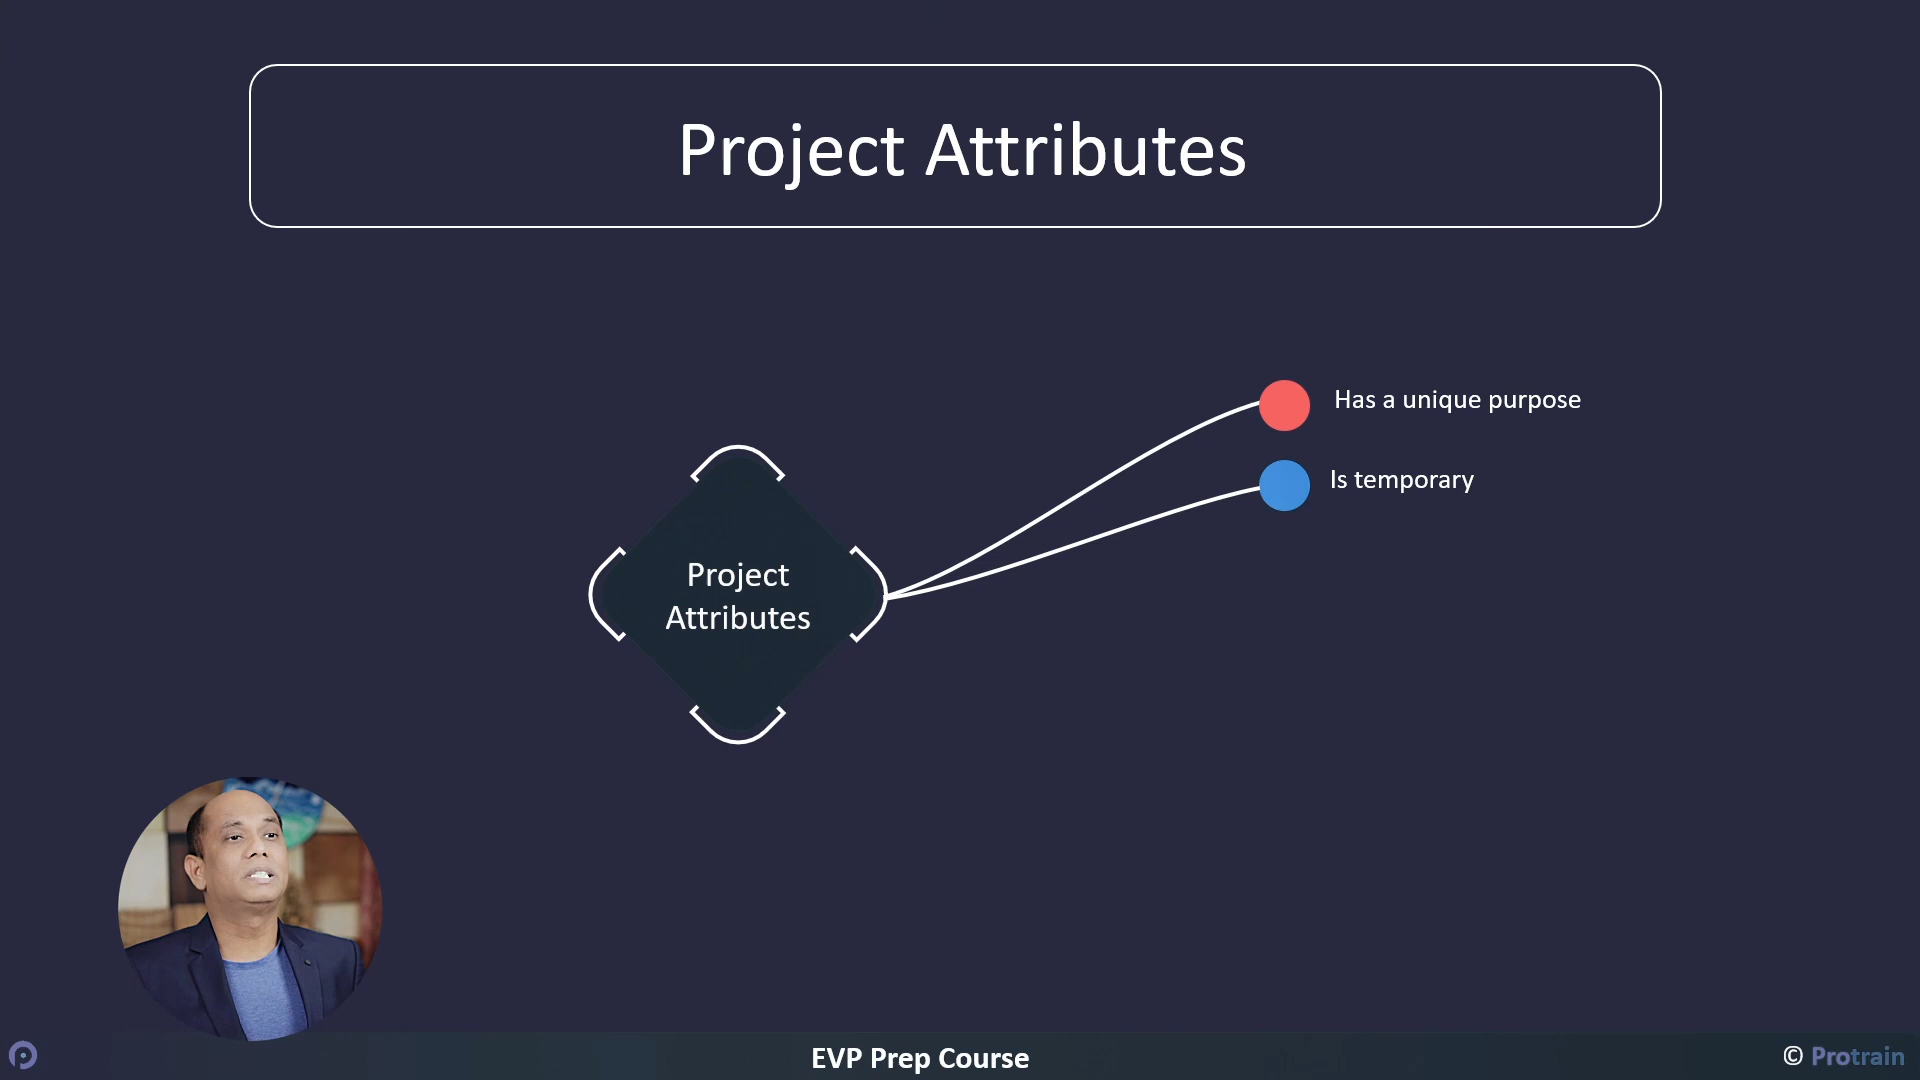 Project Attributes
Has a unique purpose
Is temporary
Project
Attributes
EVP Prep Course
© Protrain